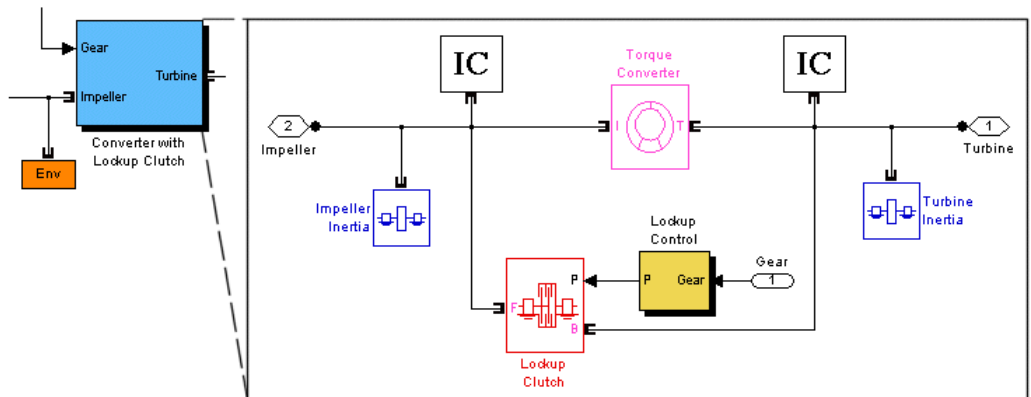 Gear
Turbine
Impeller
Converter with
Lockup Clutch
Env
IC
Torque
Converter
IC
I
T
2
Impeller
1
Turbine
Impeller
Inertia
Turbine
Inertia
Lockup
Control
P
P
Gear
Gear
1
F
B
Lockup
Clutch